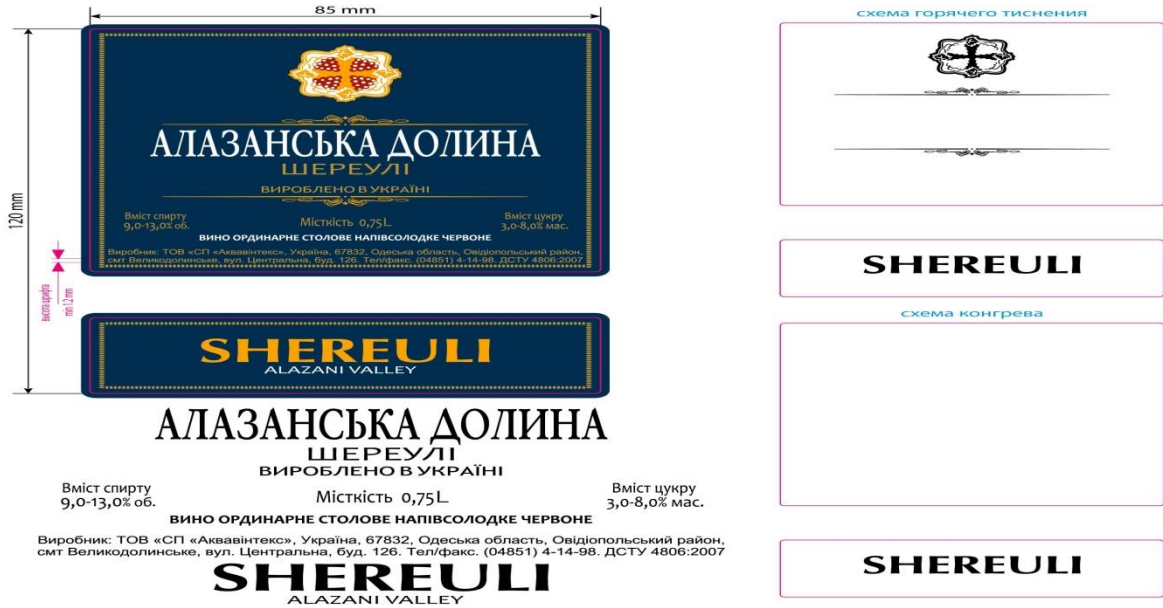 85 mm
120 mm
АЛАЗАНСЬКА ДОЛИНА
ШЕРЕУЛІ
ВИРОБЛЕНО В УКРАЇНІ
Вміст спирту
9,0-13,0% об.
Місткість 0,75L
Вміст цукру
3,0-8,0% мас.
ВИНО ОРДИНАРНЕ СТОЛОВЕ НАПІВСОЛОДКЕ ЧЕРВОНЕ
Виробник: ТОВ «СП «Аквавінтекс», Україна, 67832, Одеська область, Овідіопольський район,
смт Великодолинське, вул. Центральна, буд. 126. Тел/факс. (04851) 4-14-98. ДСТУ 4806:2007
высота шрифта
min 1,2 mm
SHEREULI
ALAZANI VALLEY
АЛАЗАНСЬКА ДОЛИНА
ШЕРЕУЛІ
ВИРОБЛЕНО В УКРАЇНІ
Вміст спирту
9,0-13,0% об.
Місткість 0,75L
Вміст цукру
3,0-8,0% мас.
ВИНО ОРДИНАРНЕ СТОЛОВЕ НАПІВСОЛОДКЕ ЧЕРВОНЕ
Виробник: ТОВ «СП «Аквавінтекс», Україна, 67832, Одеська область, Овідіопольський район,
смт Великодолинське, вул. Центральна, буд. 126. Тел/факс. (04851) 4-14-98. ДСТУ 4806:2007
SHEREULI
ALAZANI VALLEY
схема горячего тиснения
SHEREULI
схема конгрева
SHEREULI